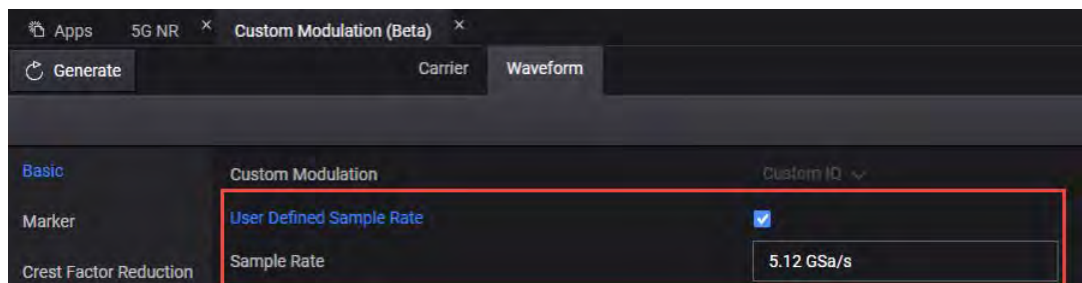 Apps 5G NR × Custom Modulation (Beta) ×
Generate Carrier Waveform
Basic Custom Modulation Custom IQ
Marker User Defined Sample Rate
Crest Factor Reduction Sample Rate 5.12 GSa/s